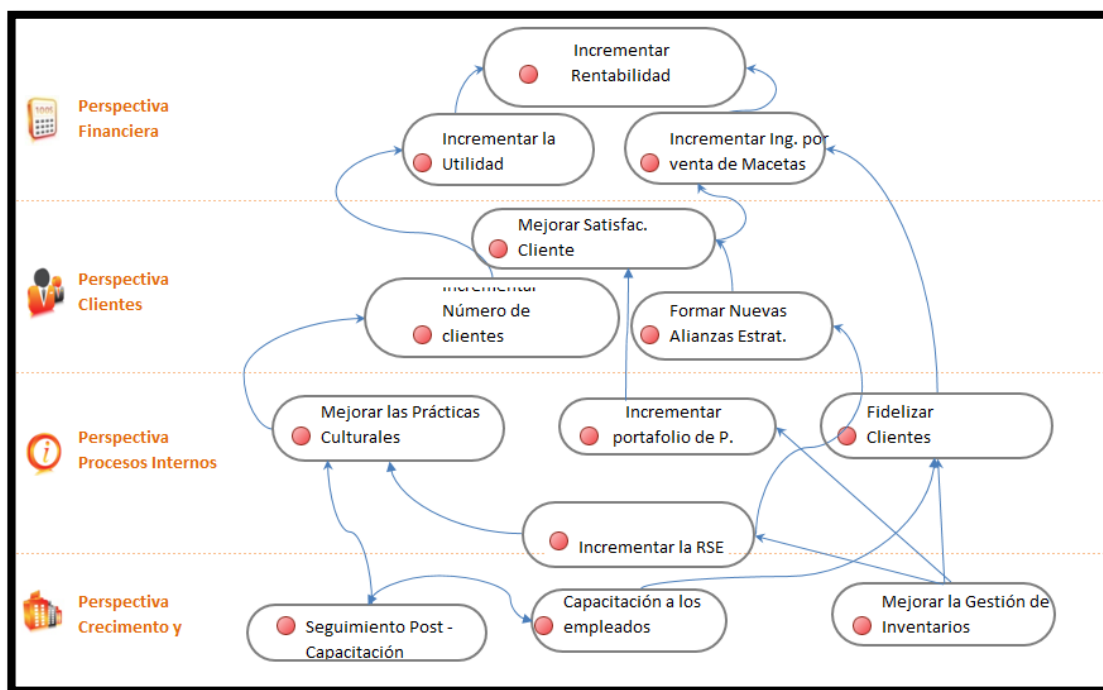 Incrementar
Rentabilidad
Perspectiva
Financiera
Incrementar la
Utilidad
Incrementar Ing. por
venta de Macetas
Mejorar Satisfac.
Cliente
Perspectiva
Clientes
Incrementar
Número de
clientes
Formar Nuevas
Alianzas Estrat.
Perspectiva
Procesos Internos
Mejorar las Prácticas
Culturales
Incrementar
portafolio de P.
Fidelizar
Clientes
Incrementar la RSE
Perspectiva
Crecimento y
Seguimiento Post -
Capacitación
Capacitación a los
empleados
Mejorar la Gestión de
Inventarios